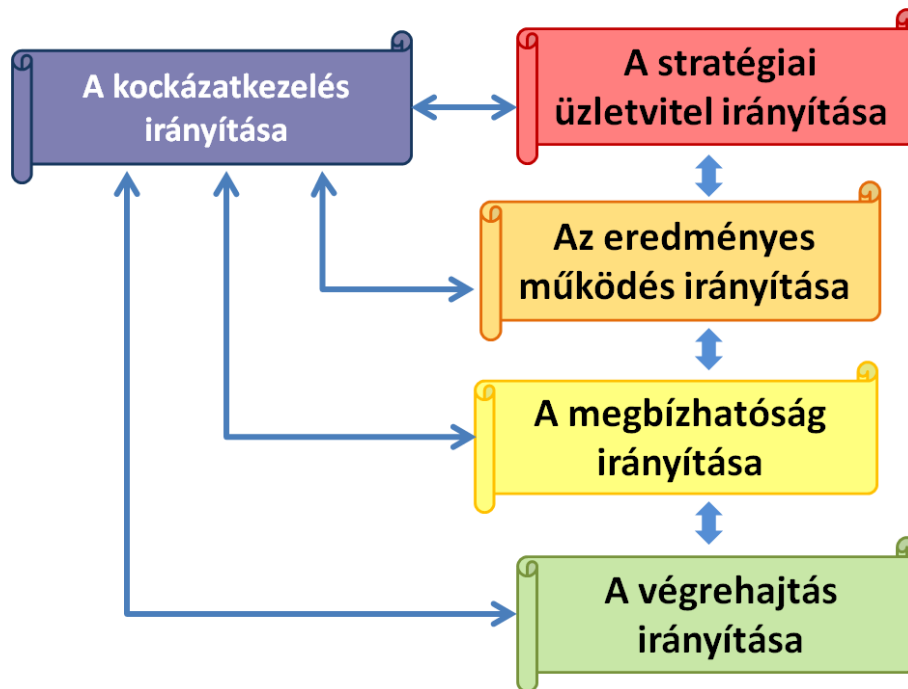 A kockázatkezelés
irányítása
A stratégiai
üzletvitel irányítása
Az eredményes
működés irányítása
A megbízhatóság
irányítása
A végrehajtás
irányítása